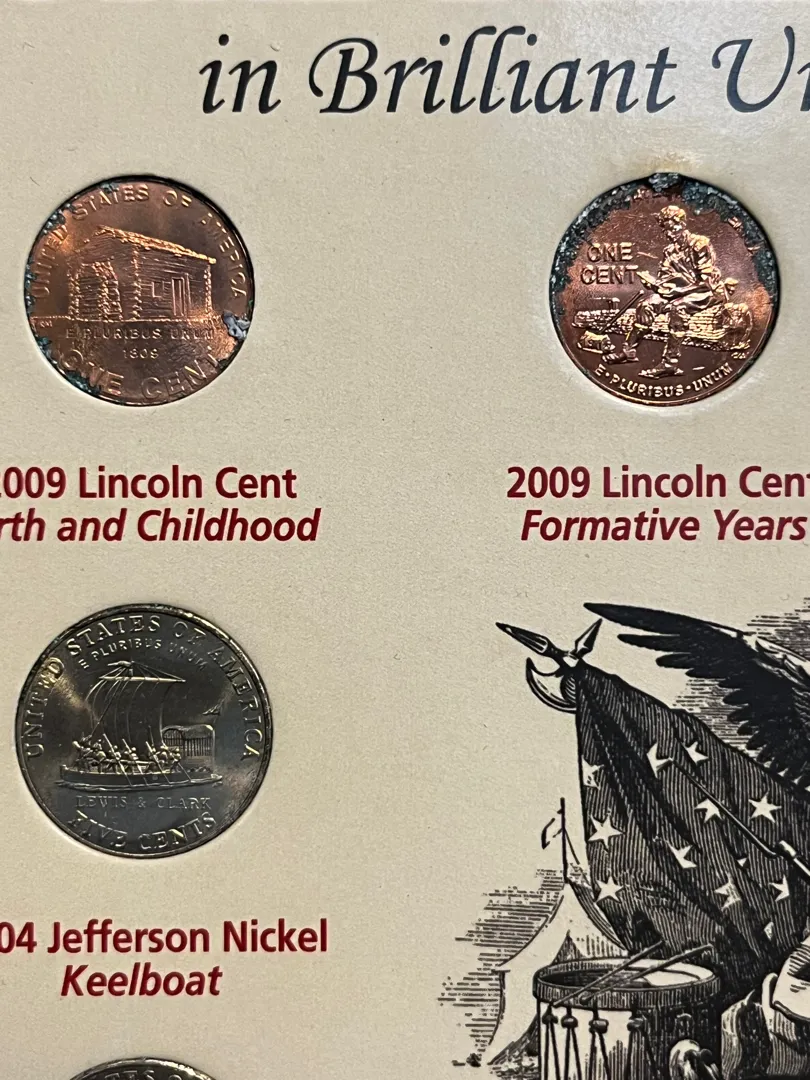 in Brilliant Un
UNITED STATES OF AMERICA
E PLURIBUS UNUM
1809
ONE CENT
ONE
CENT
E·PLURIBUS·UNUM
009 Lincoln Cent
rth and Childhood
2009 Lincoln Cent
Formative Years
UNITED STATES OF AMERICA
E PLURIBUS UNUM
LEWIS & CLARK
FIVE CENTS
04 Jefferson Nickel
Keelboat